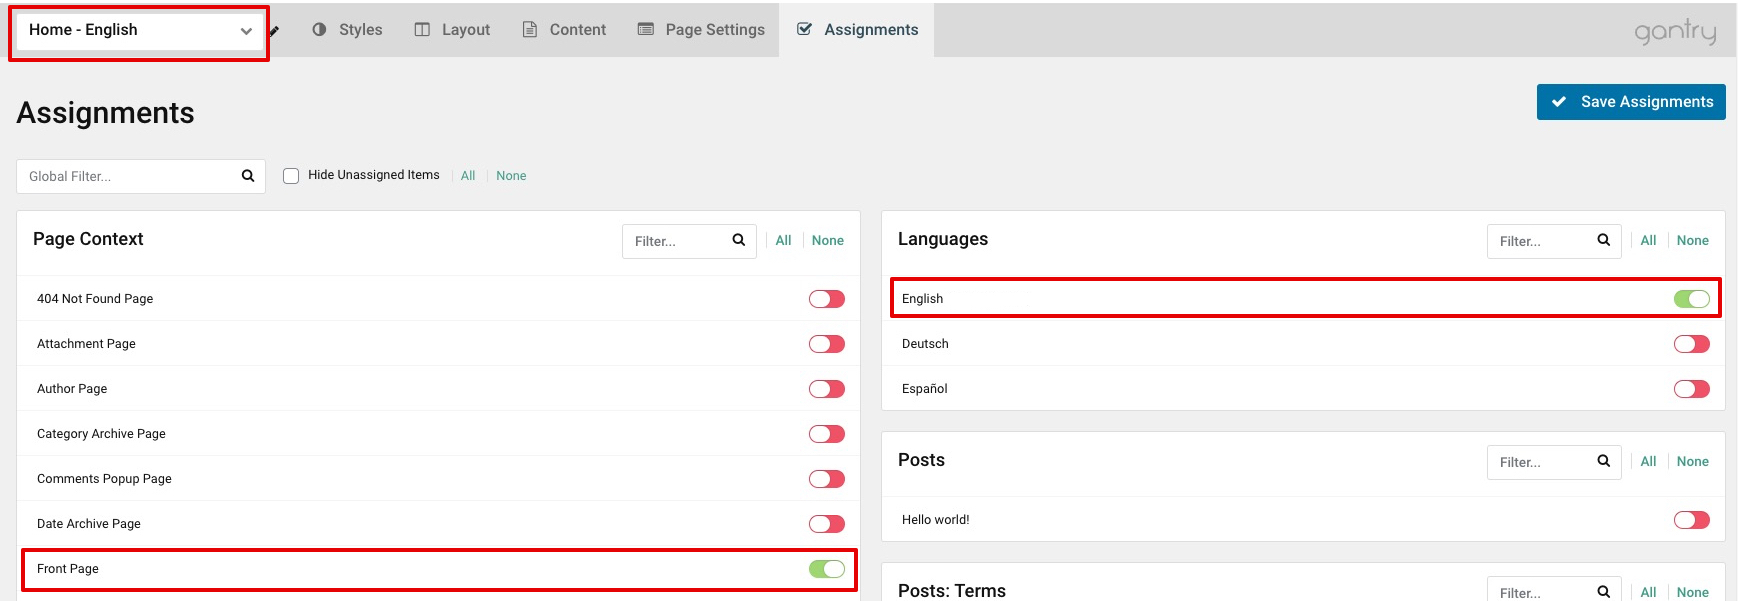 Home - English
Styles
Layout
Content
Page Settings
Assignments
gantry
Assignments
Save Assignments
Global Filter...
Hide Unassigned Items
All
None
Page Context
Filter...
All
None
404 Not Found Page
Attachment Page
Author Page
Category Archive Page
Comments Popup Page
Date Archive Page
Front Page
Languages
Filter...
All
None
English
Deutsch
Español
Posts
Filter...
All
None
Hello world!
Posts: Terms
Filter...
All
None